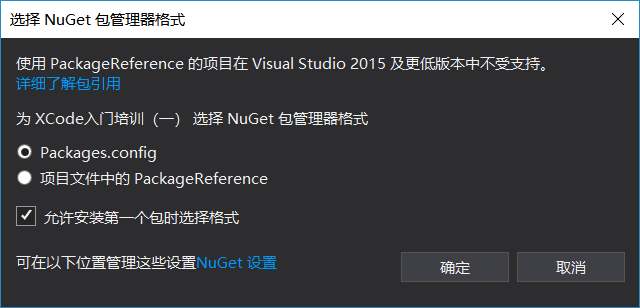 选择 NuGet 包管理器格式
使用 PackageReference 的项目在 Visual Studio 2015 及更低版本中不受支持。
详细了解包引用
为 XCode入门培训（一） 选择 NuGet 包管理器格式
Packages.config
项目文件中的 PackageReference
允许安装第一个包时选择格式
可在以下位置管理这些设置NuGet 设置
确定
取消